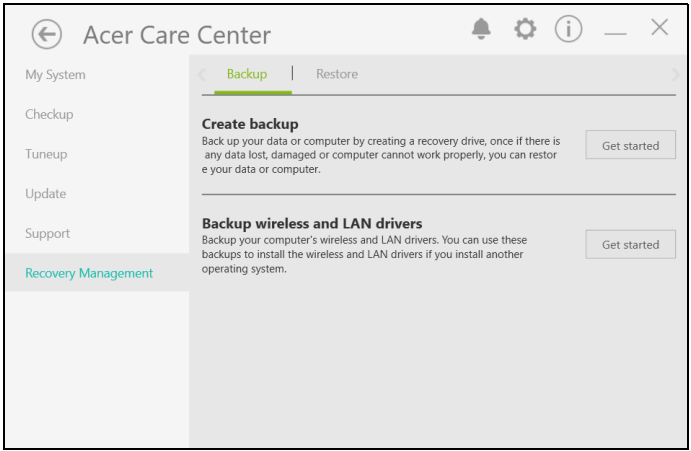 Acer Care Center
My System
Checkup
Tuneup
Update
Support
Recovery Management
Backup | Restore
Create backup
Back up your data or computer by creating a recovery drive, once if there is
any data lost, damaged or computer cannot work properly, you can restor
e your data or computer.
Get started
Backup wireless and LAN drivers
Backup your computer's wireless and LAN drivers. You can use these
backups to install the wireless and LAN drivers if you install another
operating system.
Get started